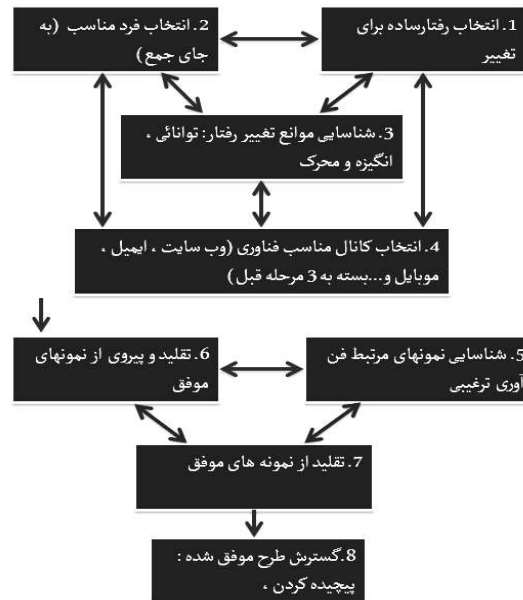 1. انتخاب رفتارساده برای
تغییر
2. انتخاب فرد مناسب (به
جای جمع)
3. شناسایی موانع تغییر رفتار: توانائی ،
انگیزه و محرک
4. انتخاب کانال مناسب فناوری (وب سایت ، ایمیل ،
موبایل و...بسته به 3 مرحله قبل)
5. شناسایی نمونهای مرتبط فن
آوری ترغیبی
6. تقلید و پیروی از نمونهای
موفق
7. تقلید از نمونه های موفق
8.گسترش طرح موفق شده :
پیچیده کردن ،